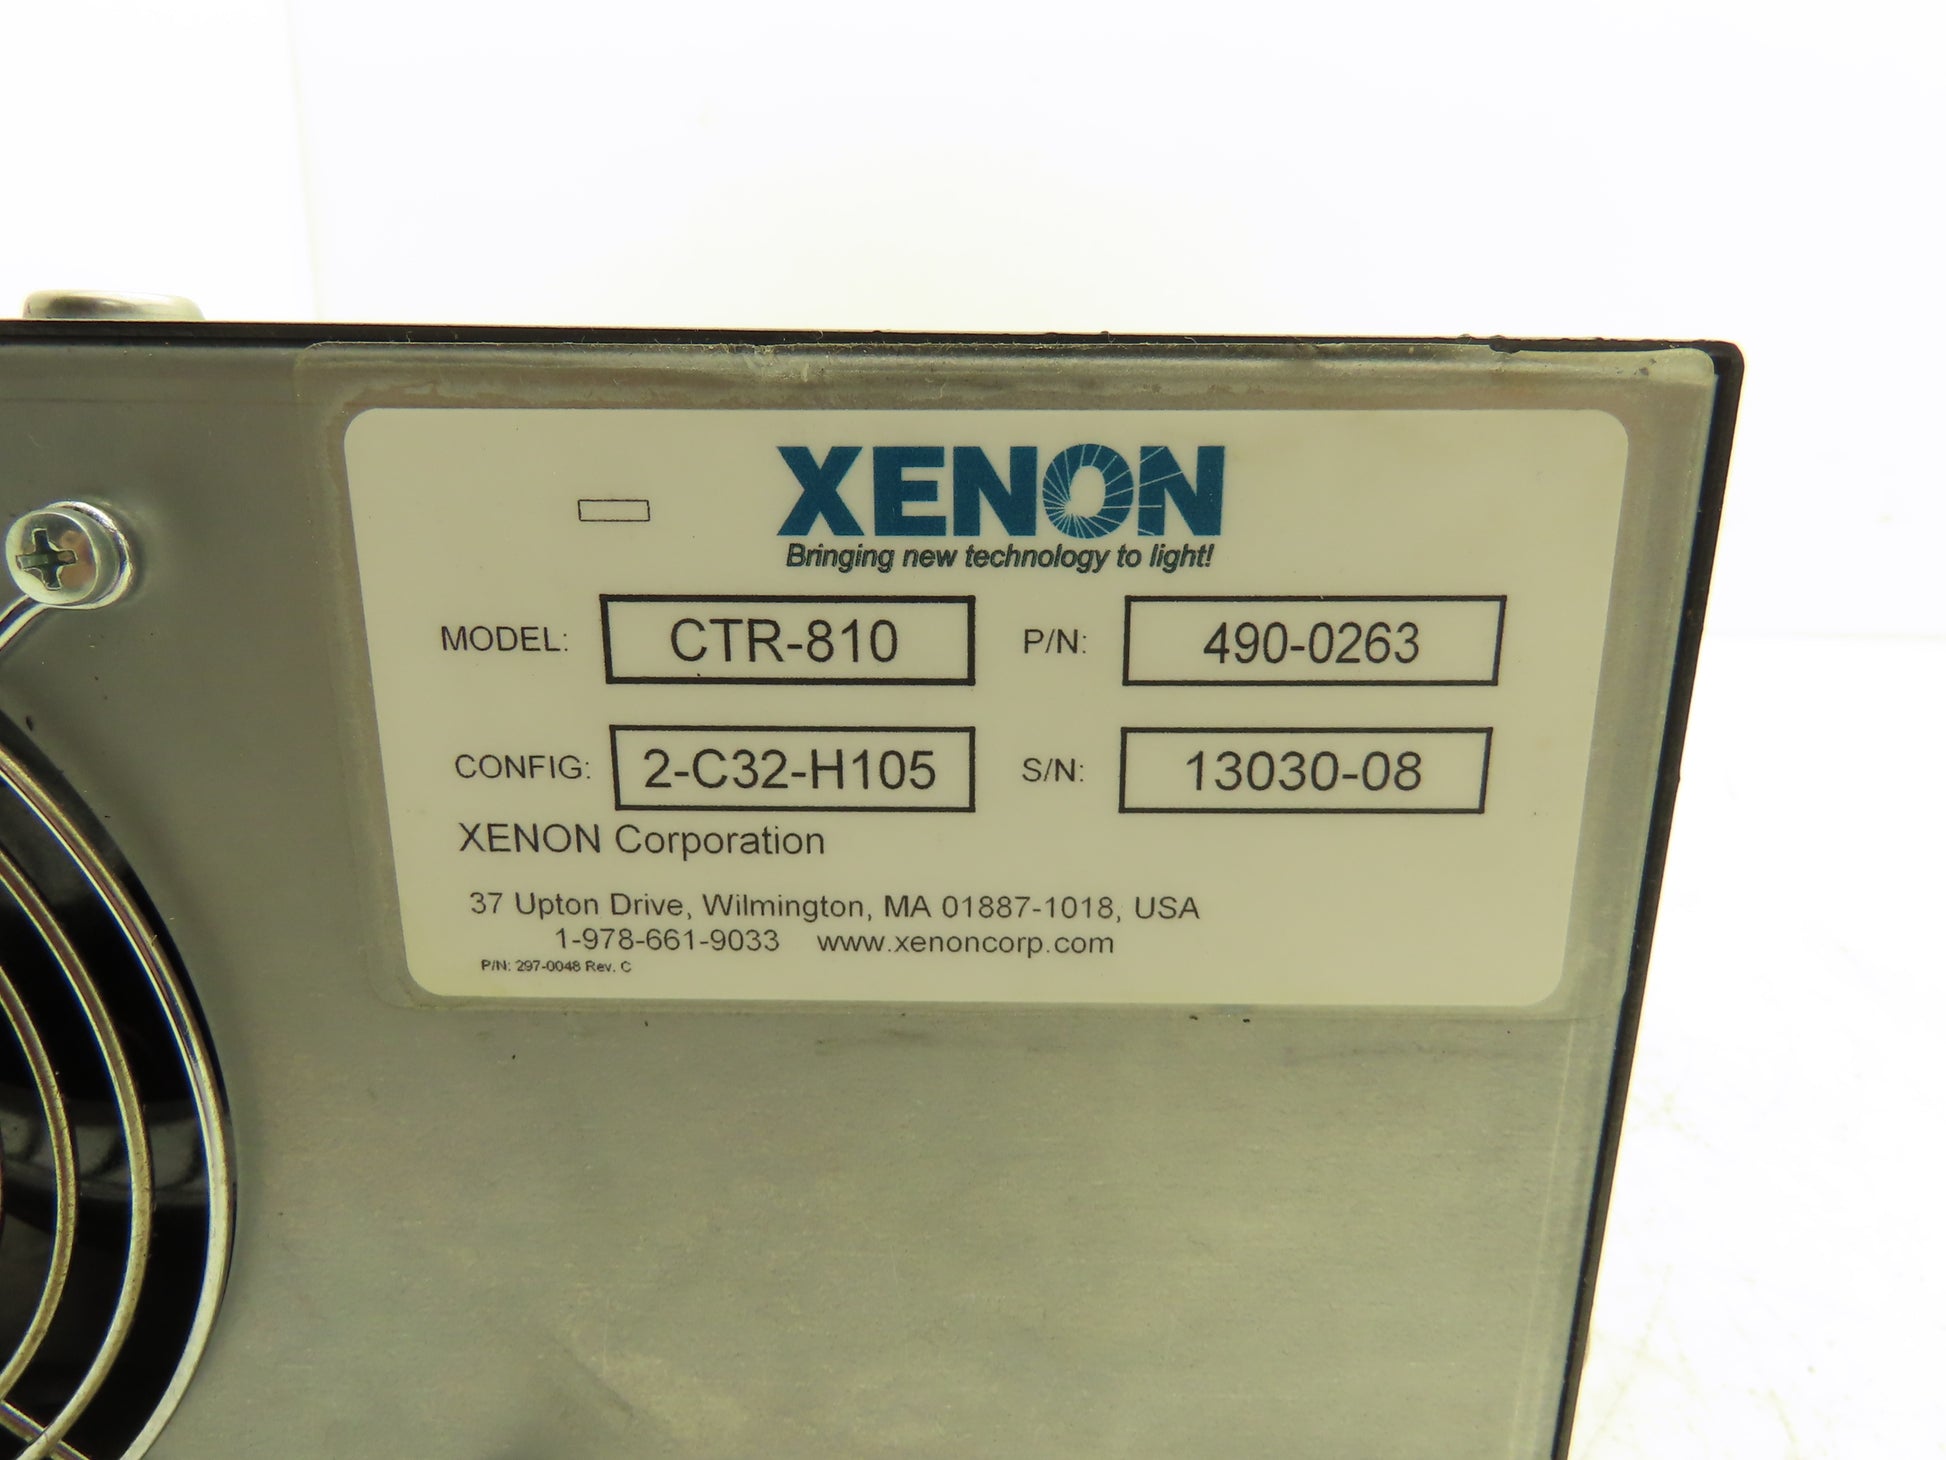 XENON
Bringing new technology to light!
MODEL: CTR-810 P/N: 490-0263
CONFIG: 2-C32-H105 S/N: 13030-08
XENON Corporation
37 Upton Drive, Wilmington, MA 01887-1018, USA
1-978-661-9033 www.xenoncorp.com
P/N: 297-0048 Rev. C